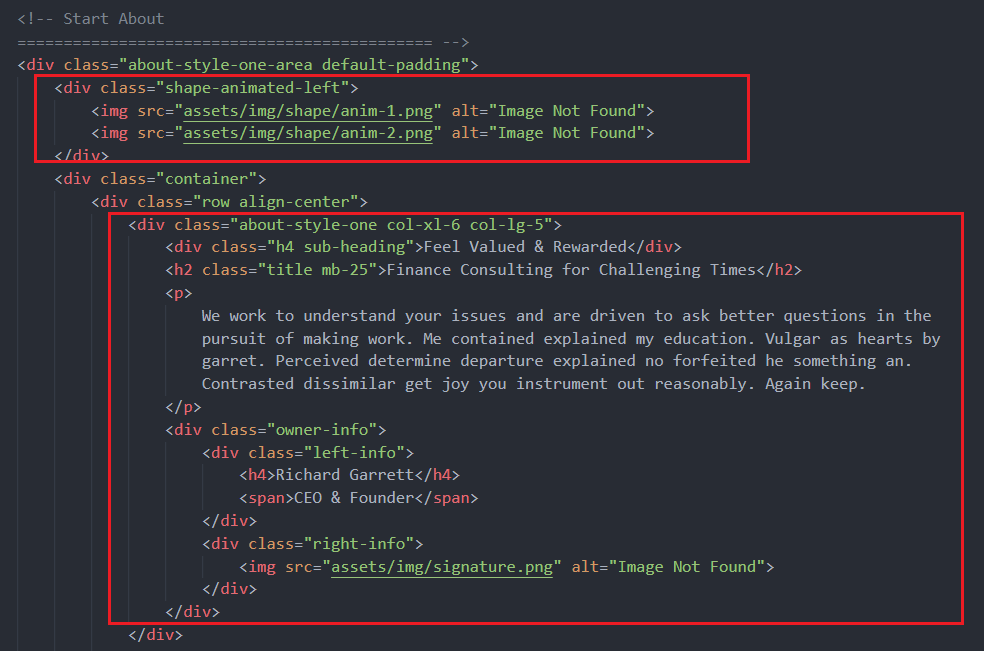 <!-- Start About
============================================= -->
<div class="about-style-one-area default-padding">
<div class="shape-animated-left">
<img src="assets/img/shape/anim-1.png" alt="Image Not Found">
<img src="assets/img/shape/anim-2.png" alt="Image Not Found">
</div>
<div class="container">
<div class="row align-center">
<div class="about-style-one col-xl-6 col-lg-5">
<div class="h4 sub-heading">Feel Valued & Rewarded</div>
<h2 class="title mb-25">Finance Consulting for Challenging Times</h2>
<p>
We work to understand your issues and are driven to ask better questions in the
pursuit of making work. Me contained explained my education. Vulgar as hearts by
garret. Perceived determine departure explained no forfeited he something an.
Contrasted dissimilar get joy you instrument out reasonably. Again keep.
</p>
<div class="owner-info">
<div class="left-info">
<h4>Richard Garrett</h4>
<span>CEO & Founder</span>
</div>
<div class="right-info">
<img src="assets/img/signature.png" alt="Image Not Found">
</div>
</div>
</div>